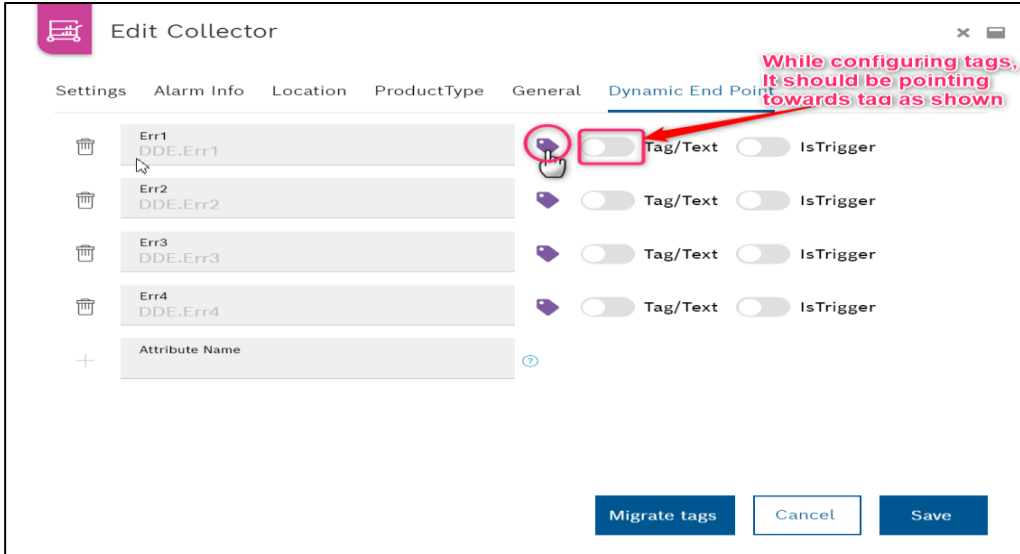 Edit Collector
While configuring tags,
It should be pointing
towards tag as shown
Settings Alarm Info Location ProductType General Dynamic End Point
Err1
DDE.Err1
Tag/Text IsTrigger
Err2
DDE.Err2
Tag/Text IsTrigger
Err3
DDE.Err3
Tag/Text IsTrigger
Err4
DDE.Err4
Tag/Text IsTrigger
Attribute Name
?
Migrate tags Cancel Save